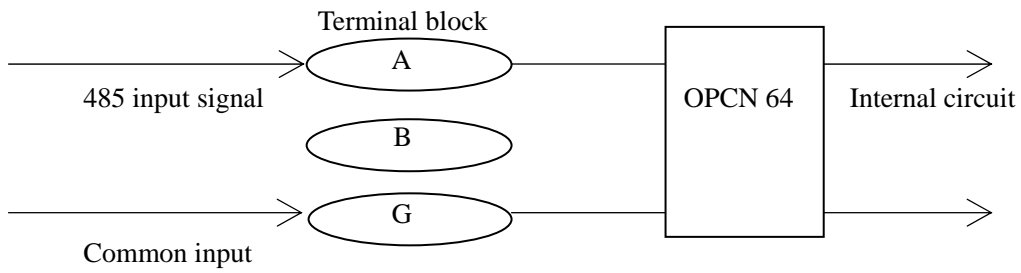 Terminal block
A
485 input signal
OPCN 64
Internal circuit
B
G
Common input